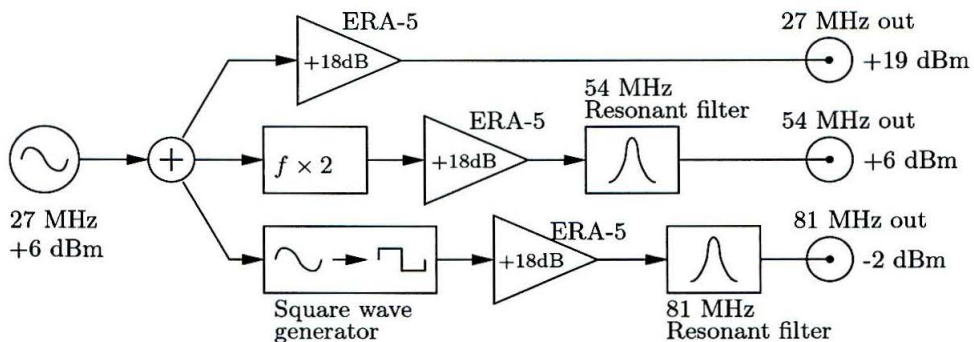 ERA-5
27 MHz out
+18dB
+19 dBm
54 MHz
Resonant filter
ERA-5
54 MHz out
+
f × 2
+18dB
+6 dBm
27 MHz
+6 dBm
81 MHz out
ERA-5
+18dB
-2 dBm
Square wave
generator
81 MHz
Resonant filter